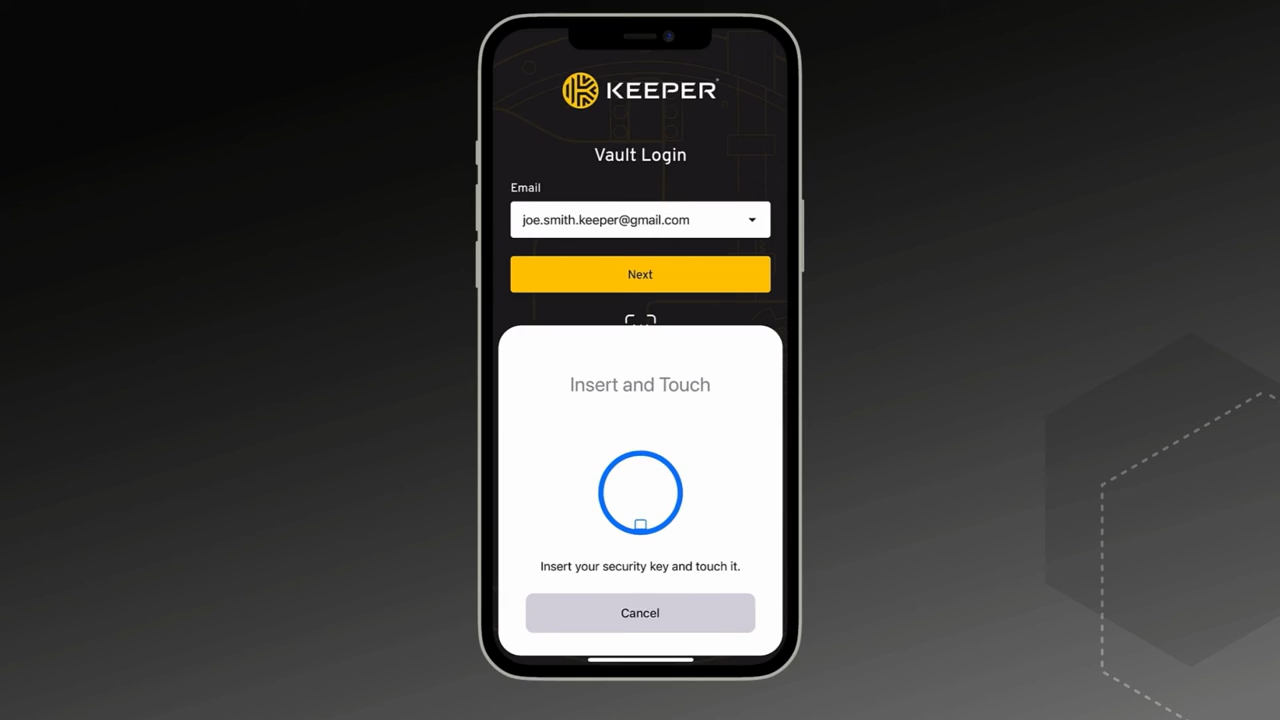 KEEPER
Vault Login
Email
joe.smith.keeper@gmail.com
Next
Insert and Touch
Insert your security key and touch it.
Cancel